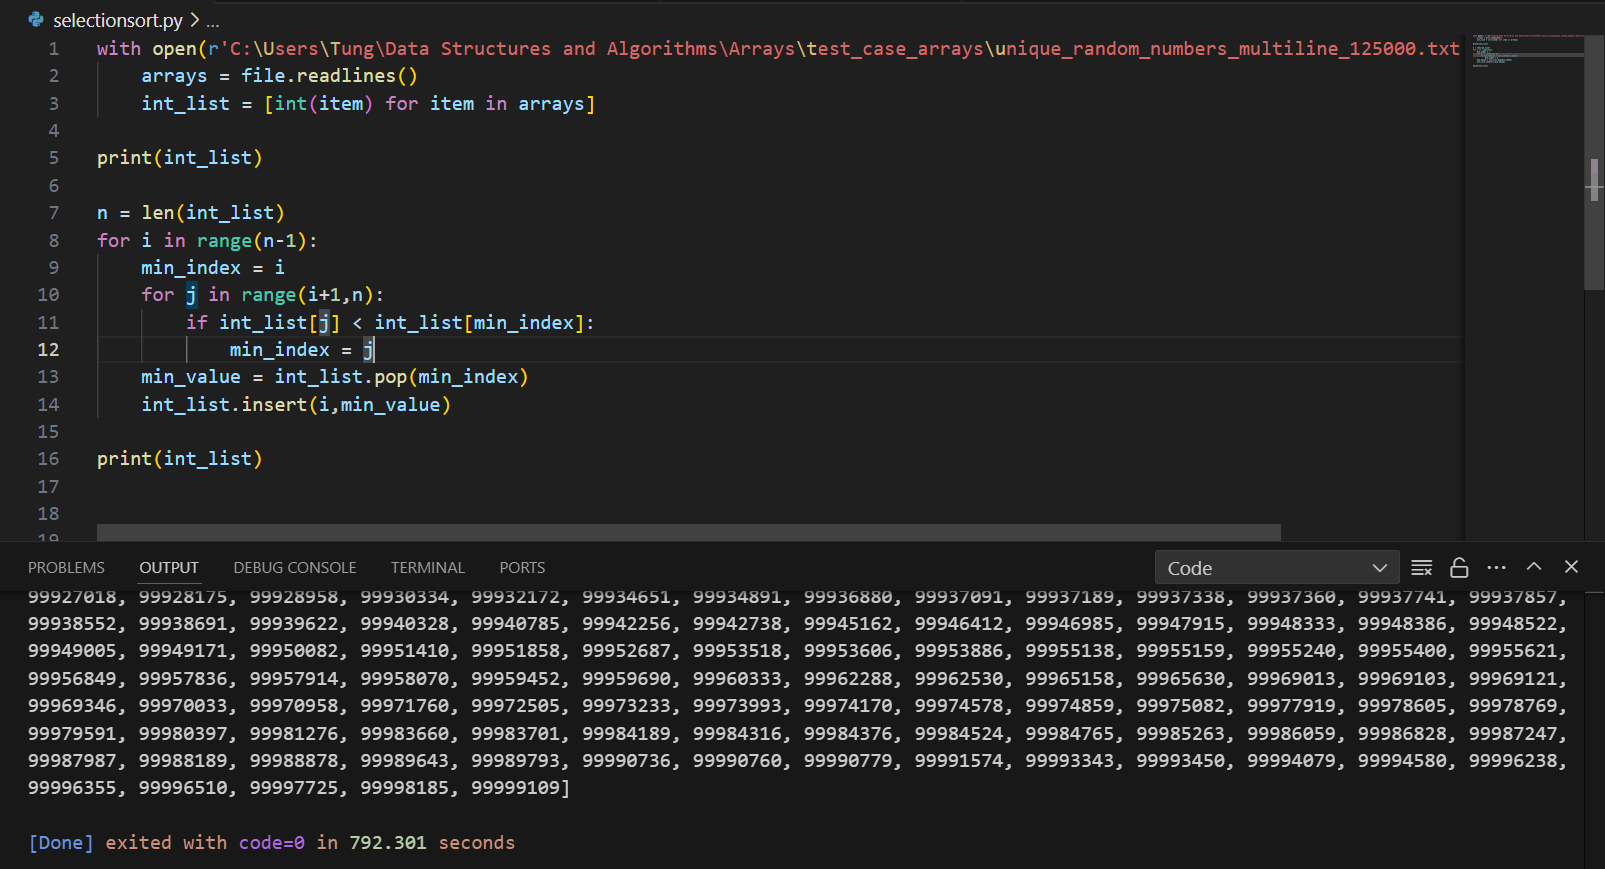 selectionsort.py > ...
1 with open(r'C:\Users\Tung\Data Structures and Algorithms\Arrays\test_case_arrays\unique_random_numbers_multiline_125000.txt
2 arrays = file.readlines()
3 int_list = [int(item) for item in arrays]
4
5 print(int_list)
6
7 n = len(int_list)
8 for i in range(n-1):
9 min_index = i
10 for j in range(i+1,n):
11 if int_list[j] < int_list[min_index]:
12 min_index = j
13 min_value = int_list.pop(min_index)
14 int_list.insert(i,min_value)
15
16 print(int_list)
17
18
19
PROBLEMS OUTPUT DEBUG CONSOLE TERMINAL PORTS Code
99927018, 99928175, 99928958, 99930334, 99932172, 99934651, 99934891, 99936880, 99937091, 99937189, 99937338, 99937360, 99937741, 99937857,
99938552, 99938691, 99939622, 99940328, 99940785, 99942256, 99942738, 99945162, 99946412, 99946985, 99947915, 99948333, 99948386, 99948522,
99949005, 99949171, 99950082, 99951410, 99951858, 99952687, 99953518, 99953606, 99953886, 99955138, 99955159, 99955240, 99955400, 99955621,
99956849, 99957836, 99957914, 99958070, 99959452, 99959690, 99960333, 99962288, 99962530, 99965158, 99965630, 99969013, 99969103, 99969121,
99969346, 99970033, 99970958, 99971760, 99972505, 99973233, 99973993, 99974170, 99974578, 99974859, 99975082, 99977919, 99978605, 99978769,
99979591, 99980397, 99981276, 99983660, 99983701, 99984189, 99984316, 99984376, 99984524, 99984765, 99985263, 99986059, 99986828, 99987247,
99987987, 99988189, 99988878, 99989643, 99989793, 99990736, 99990760, 99990779, 99991574, 99993343, 99993450, 99994079, 99994580, 99996238,
99996355, 99996510, 99997725, 99998185, 99999109]
[Done] exited with code=0 in 792.301 seconds